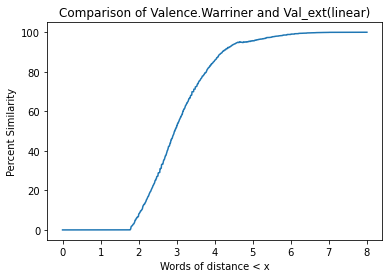 Comparison of Valence.Warriner and Val_ext(linear)
100
80
60
40
20
0
Percent Similarity
0 1 2 3 4 5 6 7 8
Words of distance < x